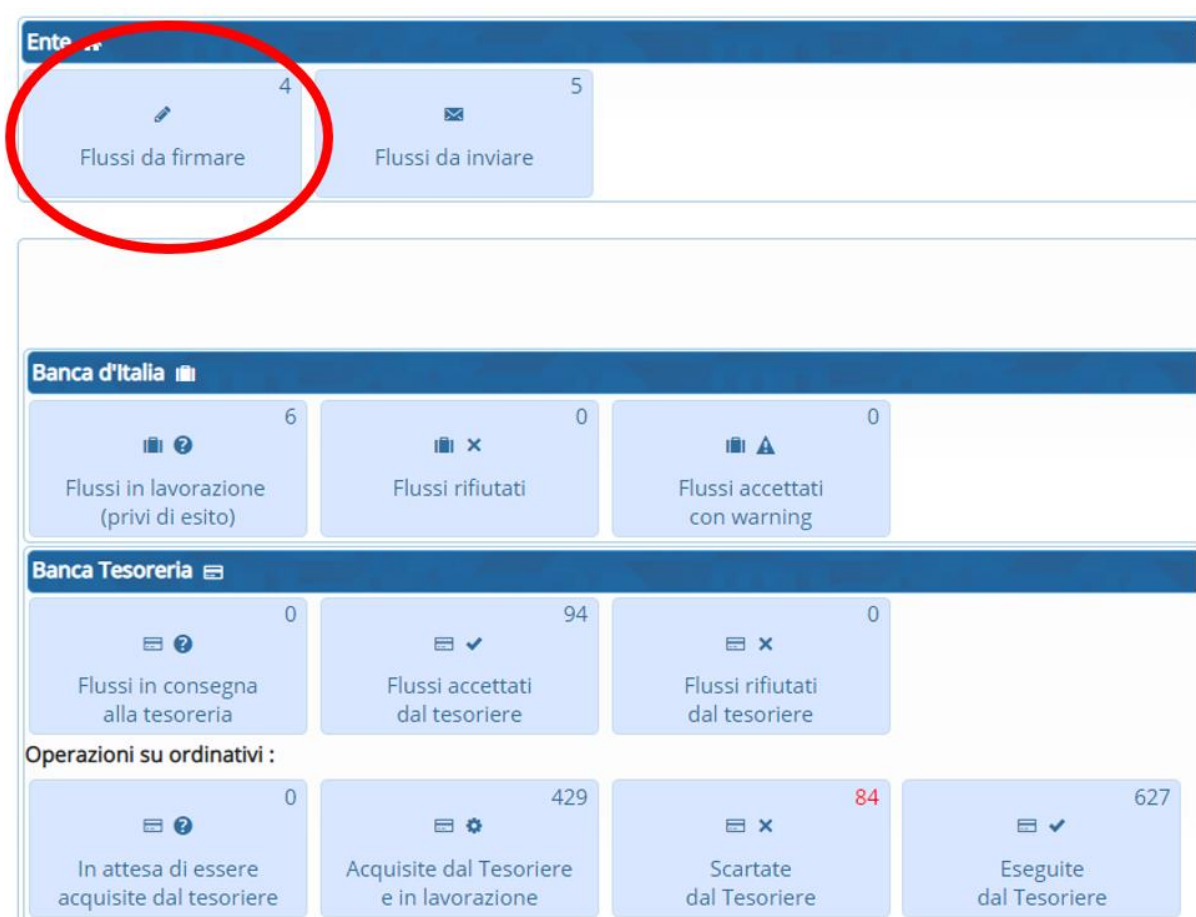 Ente
4
5
Flussi da firmare
Flussi da inviare
Banca d'Italia
6
0
0
Flussi in lavorazione
(privi di esito)
Flussi rifiutati
Flussi accettati
con warning
Banca Tesoreria
0
94
0
Flussi in consegna
alla tesoreria
Flussi accettati
dal tesoriere
Flussi rifiutati
dal tesoriere
Operazioni su ordinativi :
0
429
84
627
In attesa di essere
acquisite dal tesoriere
Acquisite dal Tesoriere
e in lavorazione
Scartate
dal Tesoriere
Eseguite
dal Tesoriere